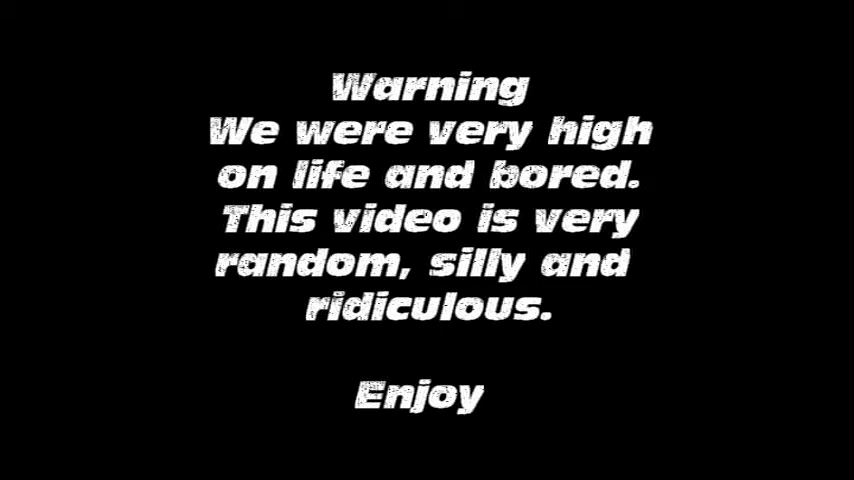 Warning
We were very high
on life and bored.
This video is very
random, silly and
ridiculous.
Enjoy